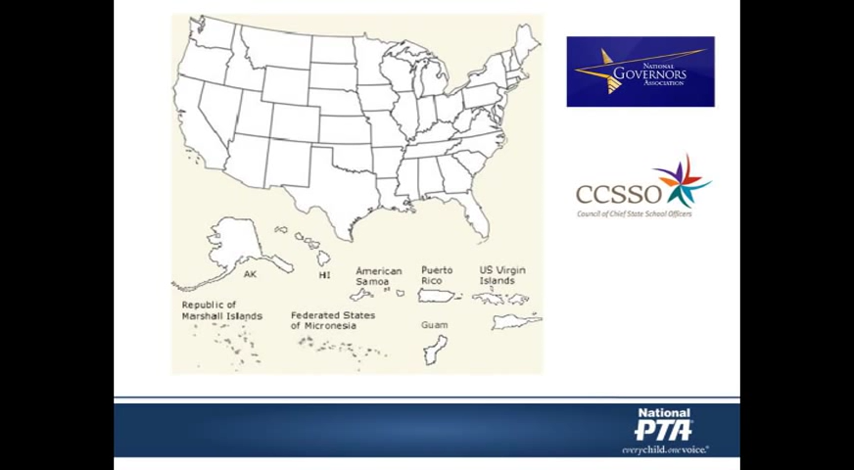 NATIONAL
GOVERNORS
ASSOCIATION
CCSSO
Council of Chief State School Officers
AK
HI
American
Samoa
Puerto
Rico
US Virgin
Islands
Republic of
Marshall Islands
Federated States
of Micronesia
Guam
National
PTA
everychild.onevoice.®